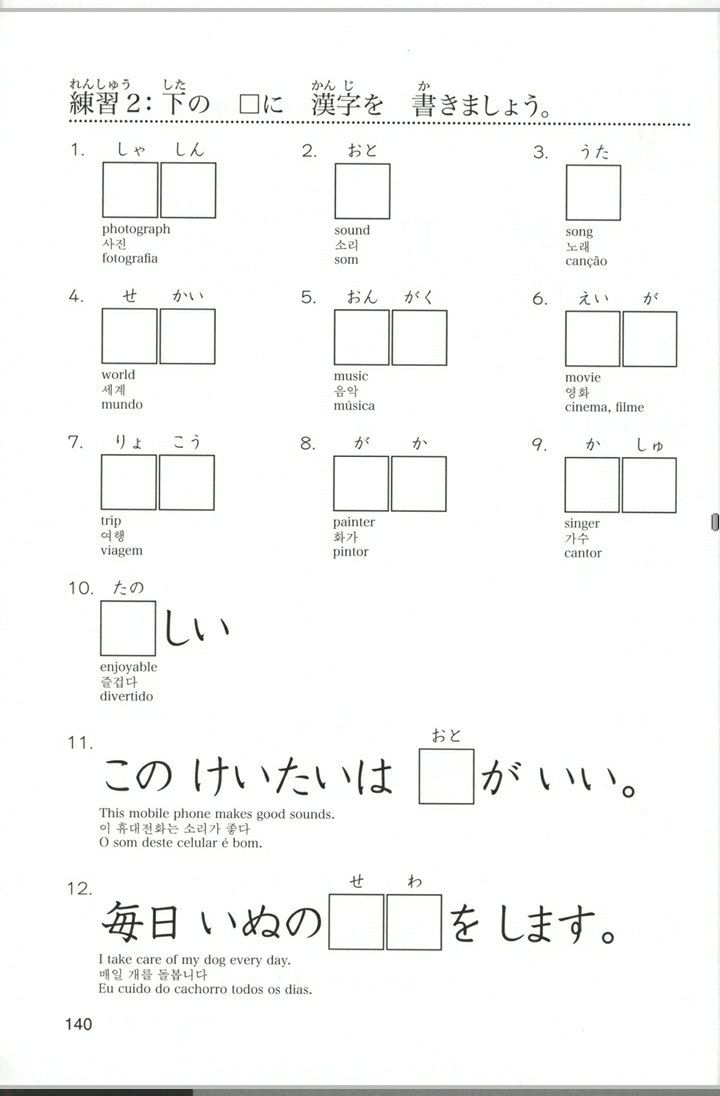 れんしゅう した かんじ か
練習2：下の □に 漢字を 書きましょう。
1. しゃ しん 2. おと 3. うた
photograph sound song
사진 소리 노래
fotografia som canção
4. せ かい 5. おん がく 6. えい が
world music movie
세계 음악 영화
mundo música cinema, filme
7. りょ こう 8. が か 9. か しゅ
trip painter singer
여행 화가 가수
viagem pintor cantor
10. たの
しい
enjoyable
즐겁다
divertido
11. おと
この けいたいは □が いい。
This mobile phone makes good sounds.
이 휴대전화는 소리가 좋다
O som deste celular é bom.
12. せ わ
毎日 いぬの□□を します。
I take care of my dog every day.
매일 개를 돌봅니다
Eu cuido do cachorro todos os dias.
140